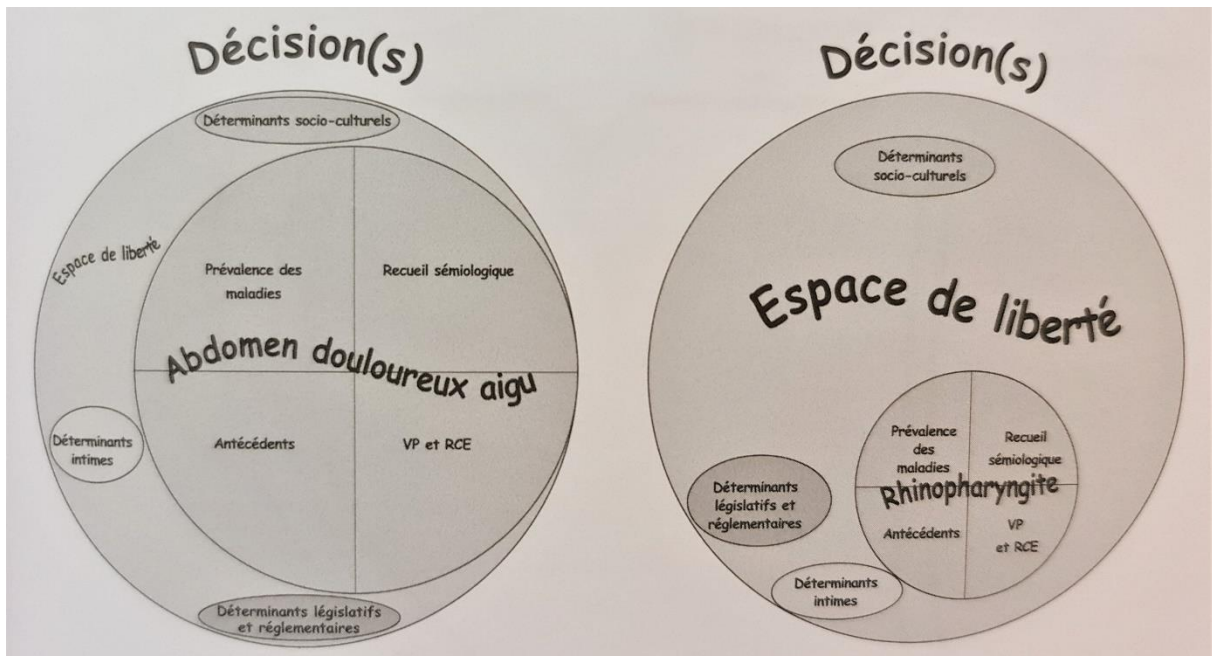 Décision(s)
Déterminants socio-culturels
Espace de liberté
Prévalence des
maladies
Recueil sémiologique
Abdomen douloureux aigu
Antécédents
VP et RCE
Déterminants
intimes
Déterminants législatifs
et réglementaires
Décision(s)
Déterminants
socio-culturels
Espace de liberté
Prévalence
des
maladies
Recueil
sémiologique
Rhinopharyngite
Antécédents
VP
et RCE
Déterminants
législatifs et
réglementaires
Déterminants
intimes